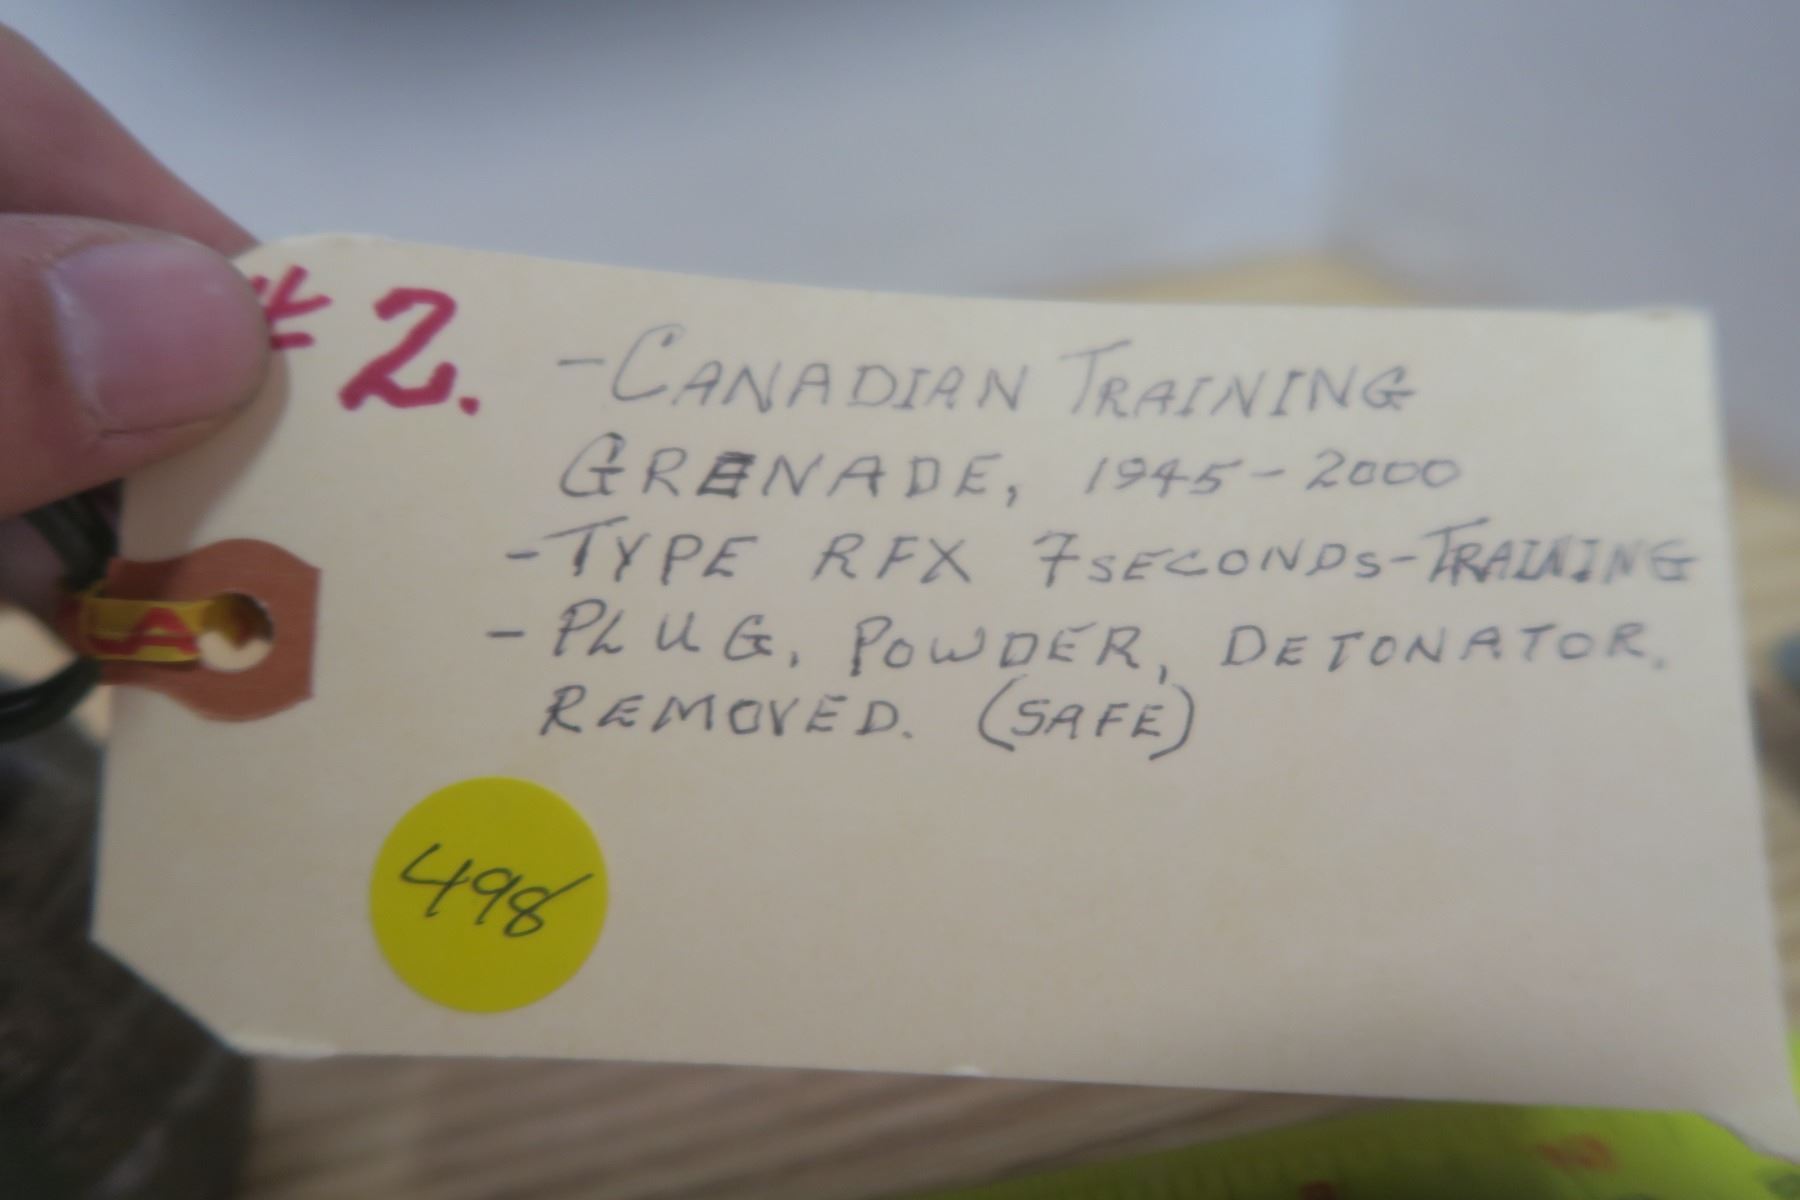 #2.
-CANADIAN TRAINING
GRENADE, 1945-2000
-TYPE RFX 7SECONDS-TRAINING
-PLUG, POWDER, DETONATOR,
REMOVED. (SAFE)
498